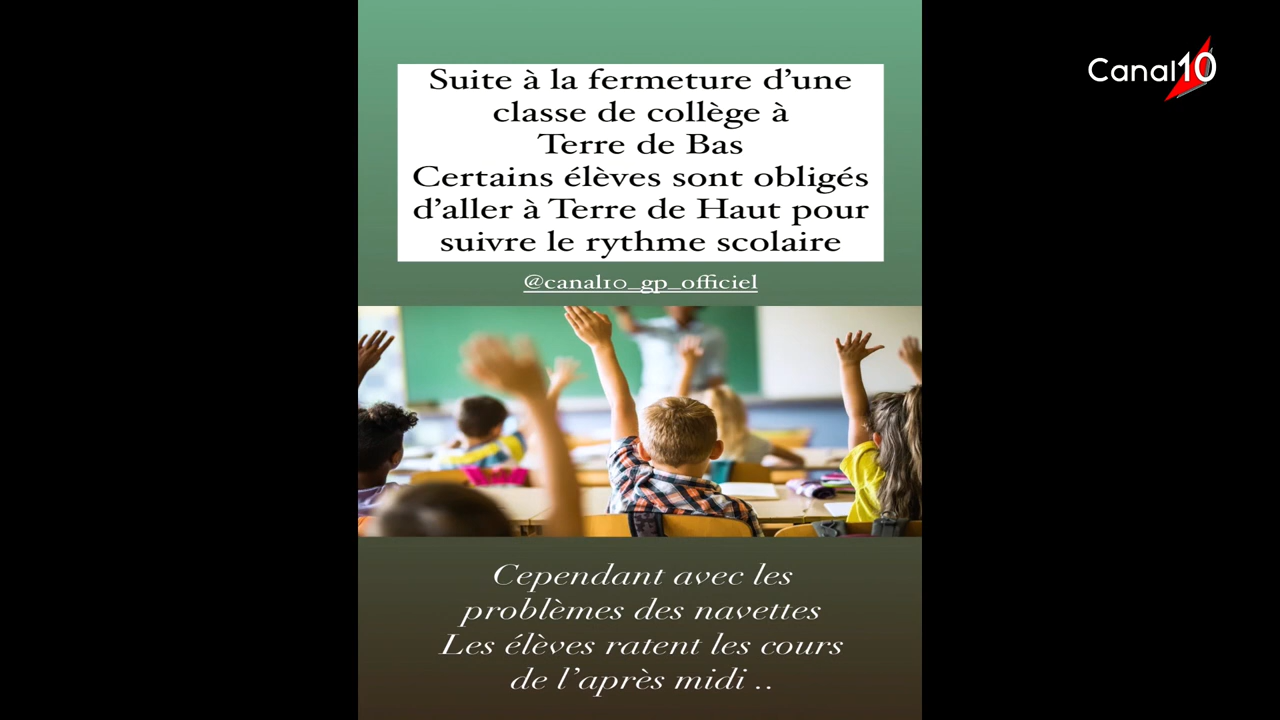 Canal10
Suite à la fermeture d’une
classe de collège à
Terre de Bas
Certains élèves sont obligés
d’aller à Terre de Haut pour
suivre le rythme scolaire
@canal10_gp_officiel
Cependant avec les
problèmes des navettes
Les élèves ratent les cours
de l’après midi ..